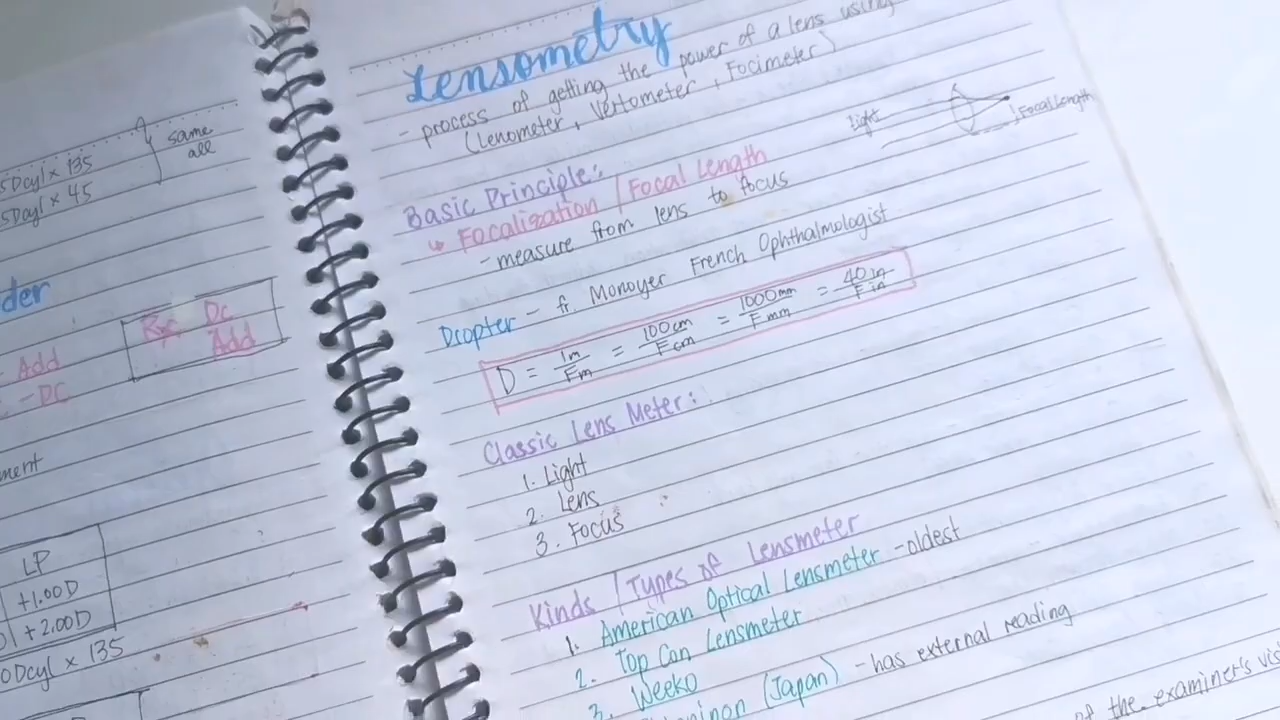 same
all
5Dcyl x 135
5Dcyl x 45
der
Rx DC
Add
Add
- DC
ment
LP
+1.00D
+2.00D
0Dcyl x 135
Lensometry
- process of getting the power of a lens using
(Lenometer, Vertometer, Focimeter)
Light
Focal Length
Basic Principle:
↳ Focalization / Focal Length
- measure from lens to focus
Diopter - fr. Monoyer French Ophthalmologist
D = 1m/Fm = 100cm/Fcm = 1000mm/Fmm = 40in/Fin
Classic Lens Meter:
1. Light
2. Lens
3. Focus
Kinds / Types of Lensmeter
1. American Optical Lensmeter - oldest
2. Top Con Lensmeter
3. Weeko
(Japan) - has external reading
of the examiner's